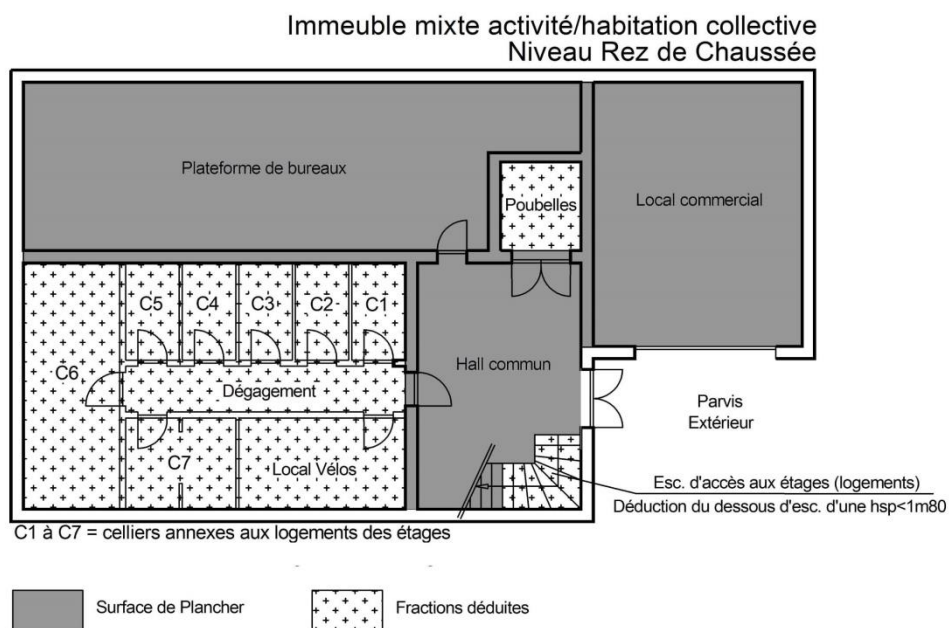 Immeuble mixte activité/habitation collective
Niveau Rez de Chaussée
Plateforme de bureaux
Poubelles
Local commercial
C5
C4
C3
C2
C1
C6
Hall commun
Dégagement
Parvis
Extérieur
C7
Local Vélos
Esc. d'accès aux étages (logements)
Déduction du dessous d'esc. d'une hsp<1m80
C1 à C7 = celliers annexes aux logements des étages
Surface de Plancher
Fractions déduites